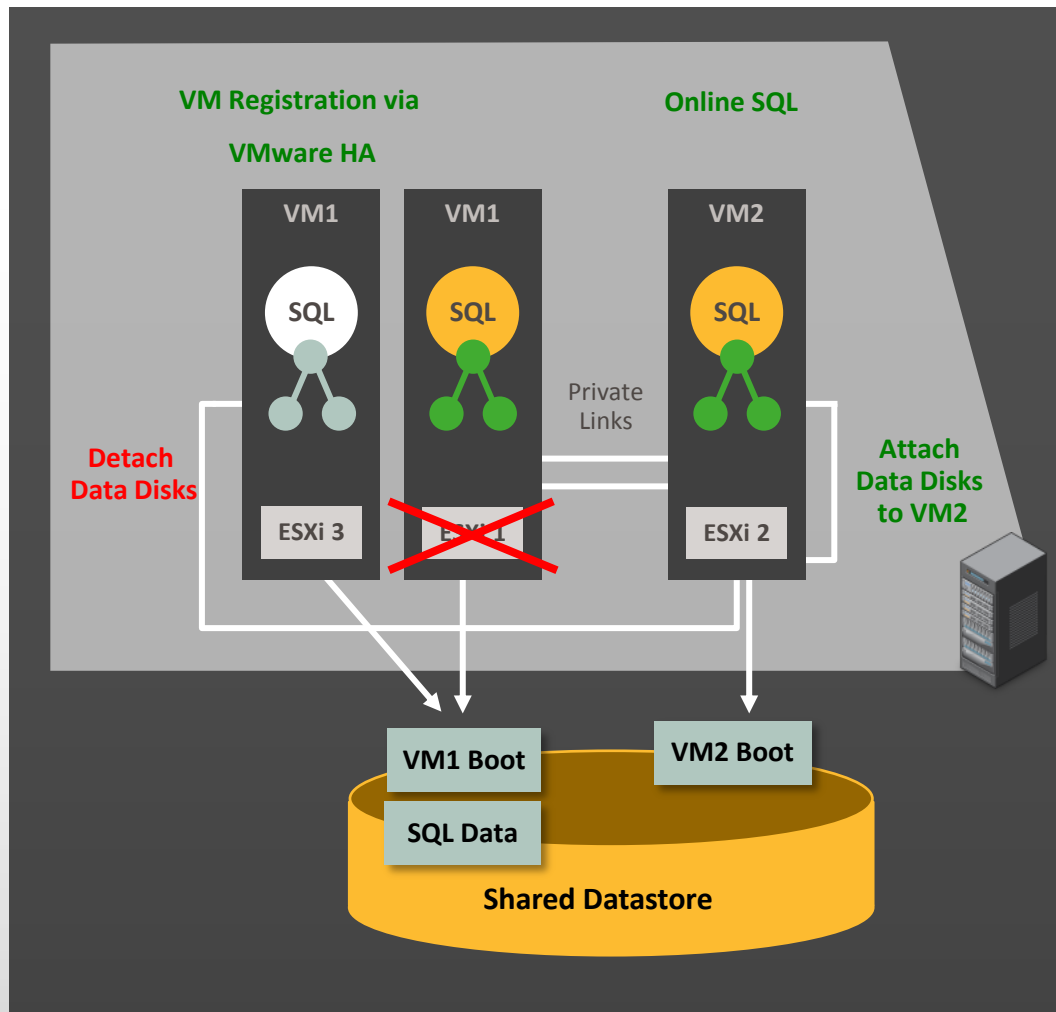 VM Registration via
VMware HA
Online SQL
VM1
VM1
VM2
SQL
SQL
SQL
Private
Links
Detach
Data Disks
Attach
Data Disks
to VM2
ESXi 3
ESXi 1
ESXi 2
VM1 Boot
VM2 Boot
SQL Data
Shared Datastore